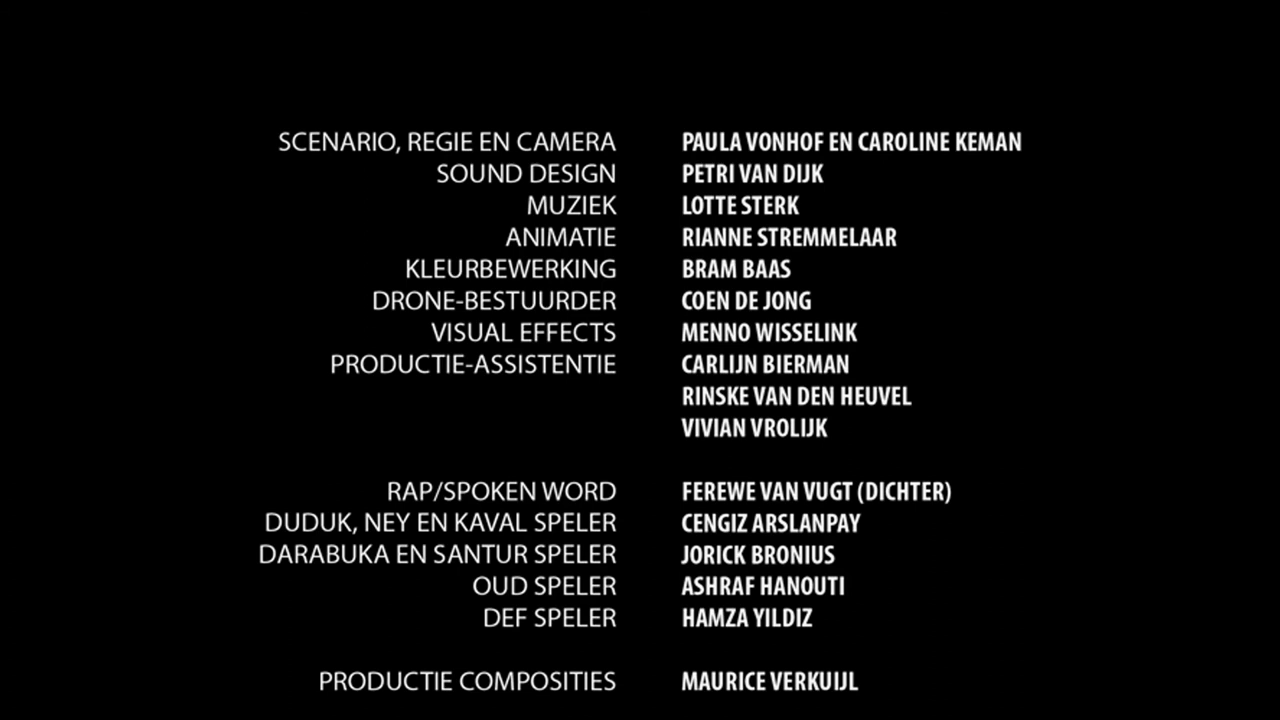 SCENARIO, REGIE EN CAMERA PAULA VONHOF EN CAROLINE KEMAN
SOUND DESIGN PETRI VAN DIJK
MUZIEK LOTTE STERK
ANIMATIE RIANNE STREMMELAAR
KLEURBEWERKING BRAM BAAS
DRONE-BESTUURDER COEN DE JONG
VISUAL EFFECTS MENNO WISSELINK
PRODUCTIE-ASSISTENTIE CARLIJN BIERMAN
RINSKE VAN DEN HEUVEL
VIVIAN VROLIJK
RAP/SPOKEN WORD FEREWE VAN VUGT (DICHTER)
DUDUK, NEY EN KAVAL SPELER CENGIZ ARSLANPAY
DARABUKA EN SANTUR SPELER JORICK BRONIUS
OUD SPELER ASHRAF HANOUTI
DEF SPELER HAMZA YILDIZ
PRODUCTIE COMPOSITIES MAURICE VERKUIJL